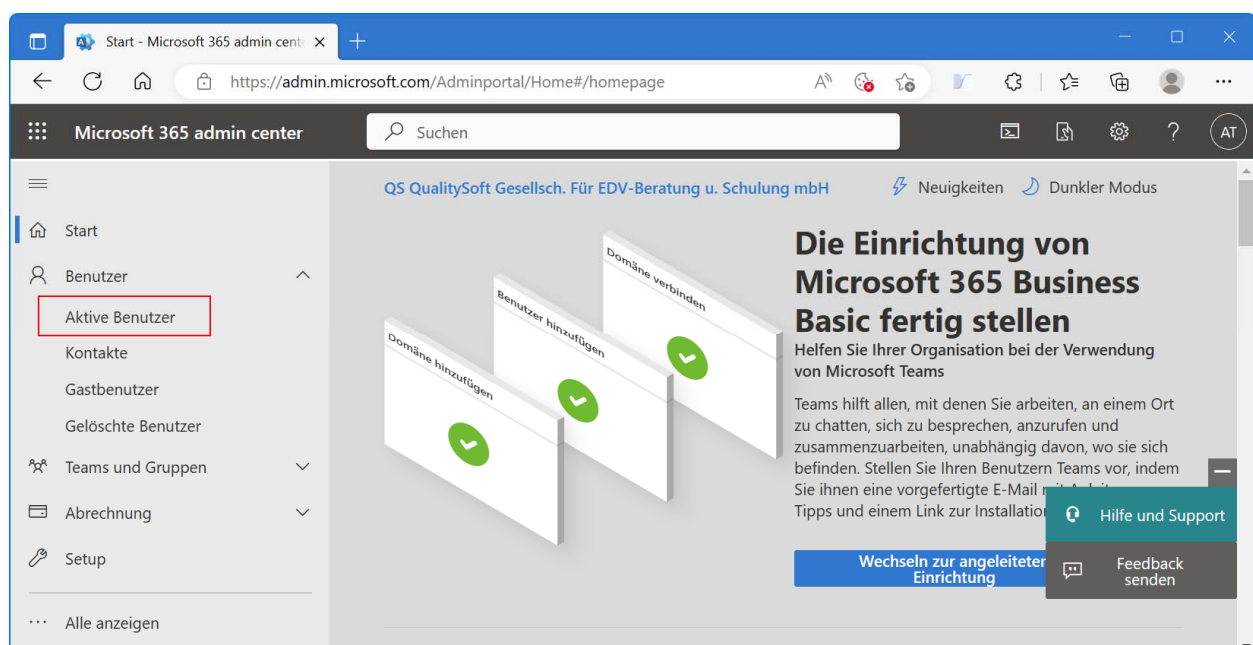 Start - Microsoft 365 admin cent
https://admin.microsoft.com/Adminportal/Home#/homepage
Microsoft 365 admin center
Suchen
AT
QS QualitySoft Gesellsch. Für EDV-Beratung u. Schulung mbH
Neuigkeiten
Dunkler Modus
Start
Benutzer
Aktive Benutzer
Kontakte
Gastbenutzer
Gelöschte Benutzer
Teams und Gruppen
Abrechnung
Setup
Alle anzeigen
Domäne hinzufügen
Benutzer hinzufügen
Domäne verbinden
Die Einrichtung von
Microsoft 365 Business
Basic fertig stellen
Helfen Sie Ihrer Organisation bei der Verwendung
von Microsoft Teams
Teams hilft allen, mit denen Sie arbeiten, an einem Ort
zu chatten, sich zu besprechen, anzurufen und
zusammenzuarbeiten, unabhängig davon, wo sie sich
befinden. Stellen Sie Ihren Benutzern Teams vor, indem
Sie ihnen eine vorgefertigte E-Mail
Tipps und einem Link zur Installatio
Wechseln zur angeleiteter
Einrichtung
Hilfe und Support
Feedback
senden